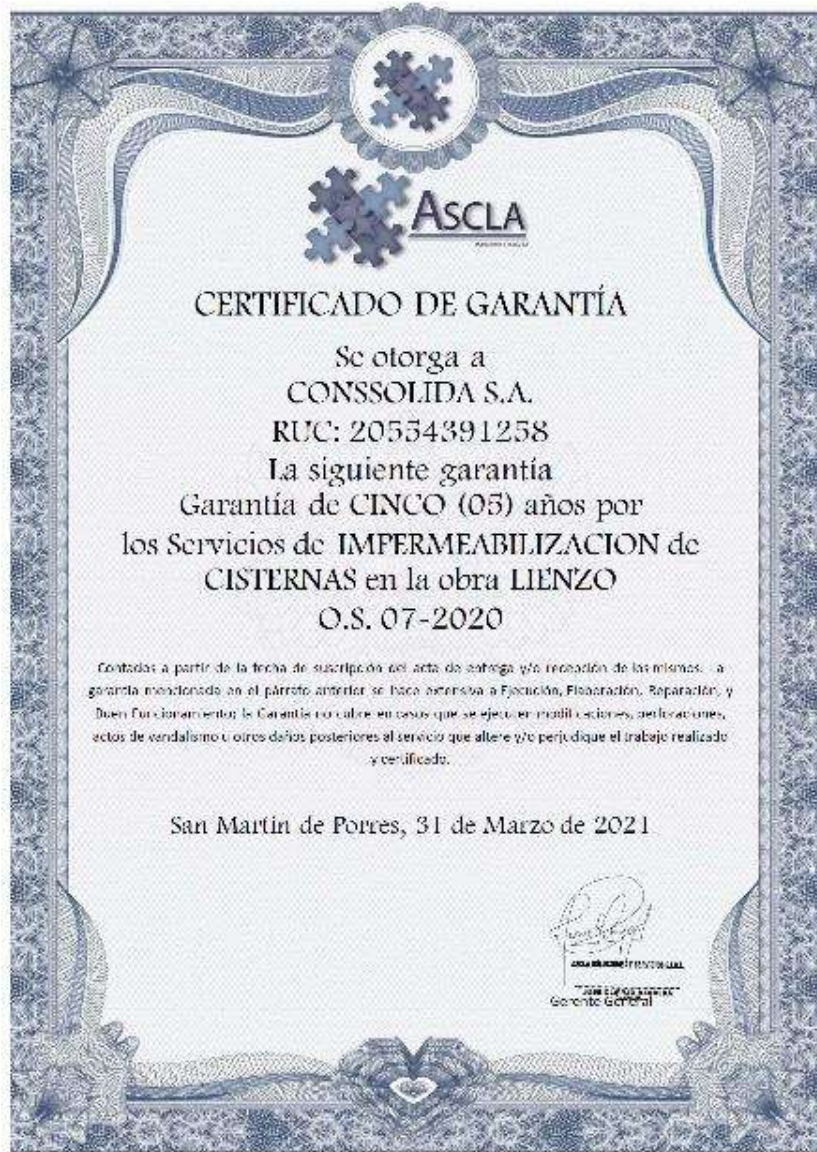 ASCLA
CERTIFICADO DE GARANTÍA
Se otorga a
CONSSOLIDA S.A.
RUC: 20554391258
La siguiente garantía
Garantía de CINCO (05) años por
los Servicios de IMPERMEABILIZACION de
CISTERNAS en la obra LIENZO
O.S. 07-2020
Contados a partir de la fecha de suscripción del acta de entrega y/o recepción de los mismos. La
garantía mencionada en el párrafo anterior se hace extensiva a Ejecución, Elaboración, Reparación, y
Buen Funcionamiento; la Garantía no cubre en casos que se ejecuten modificaciones, perforaciones,
actos de vandalismo u otros daños posteriores al servicio que altere y/o perjudique el trabajo realizado
y certificado.
San Martin de Porres, 31 de Marzo de 2021
Gerente General